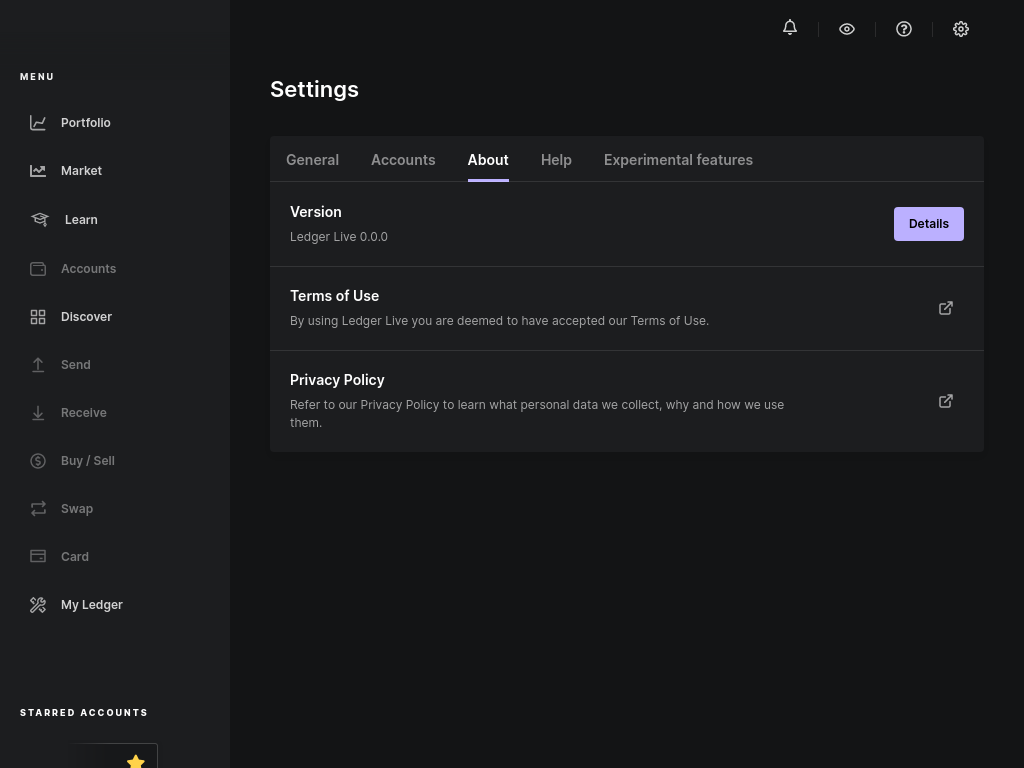 MENU
Portfolio
Market
Learn
Accounts
Discover
Send
Receive
Buy / Sell
Swap
Card
My Ledger
STARRED ACCOUNTS
Settings
General Accounts About Help Experimental features
Version
Ledger Live 0.0.0
Details
Terms of Use
By using Ledger Live you are deemed to have accepted our Terms of Use.
Privacy Policy
Refer to our Privacy Policy to learn what personal data we collect, why and how we use
them.